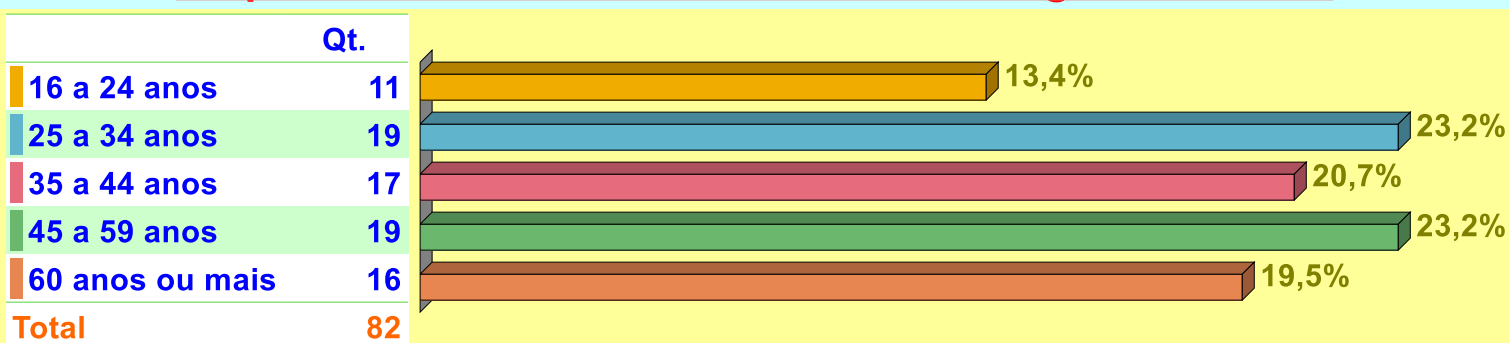 Qt.
16 a 24 anos 11 13,4%
25 a 34 anos 19 23,2%
35 a 44 anos 17 20,7%
45 a 59 anos 19 23,2%
60 anos ou mais 16 19,5%
Total 82